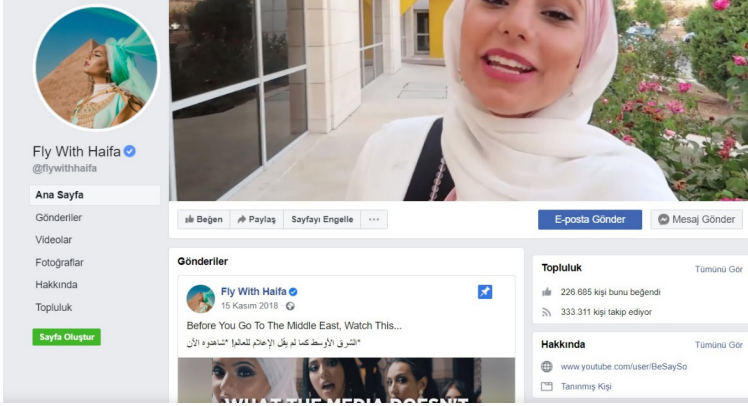 Fly With Haifa
@flywithhaifa
Ana Sayfa
Gönderiler
Videolar
Fotoğraflar
Hakkında
Topluluk
Sayfa Oluştur
Beğen
Paylaş
Sayfayı Engelle
...
E-posta Gönder
Mesaj Gönder
Gönderiler
Fly With Haifa
15 Kasım 2018 ·
Before You Go To The Middle East, Watch This...
*الشرق الأوسط كما لم يقل الإعلام للعالم! *شاهدوه الأن
WHAT THE MEDIA DOESN'T
Topluluk
Tümünü Gör
226.685 kişi bunu beğendi
333.311 kişi takip ediyor
Hakkında
Tümünü Gör
www.youtube.com/user/BeSaySo
Tanınmış Kişi